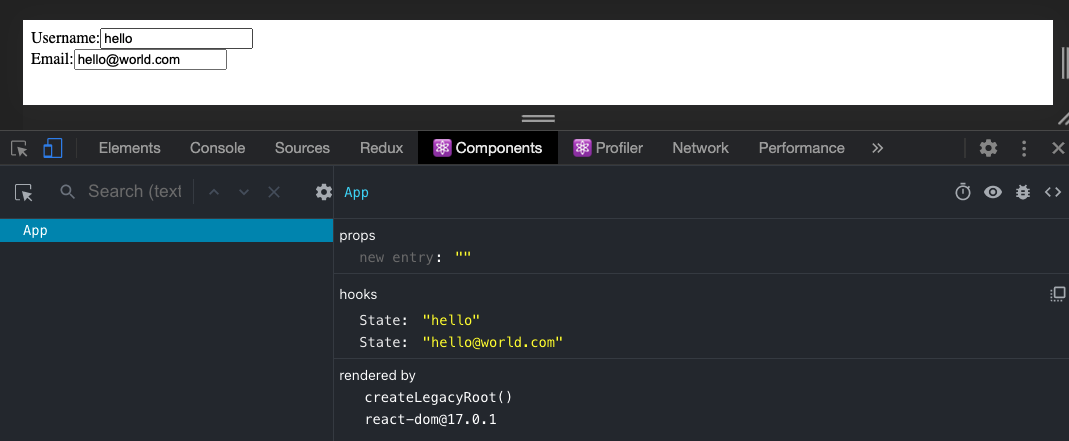 Username: hello
Email: hello@world.com
Elements Console Sources Redux Components Profiler Network Performance »
Search (text App
App
props
new entry: ""
hooks
State: "hello"
State: "hello@world.com"
rendered by
createLegacyRoot()
react-dom@17.0.1